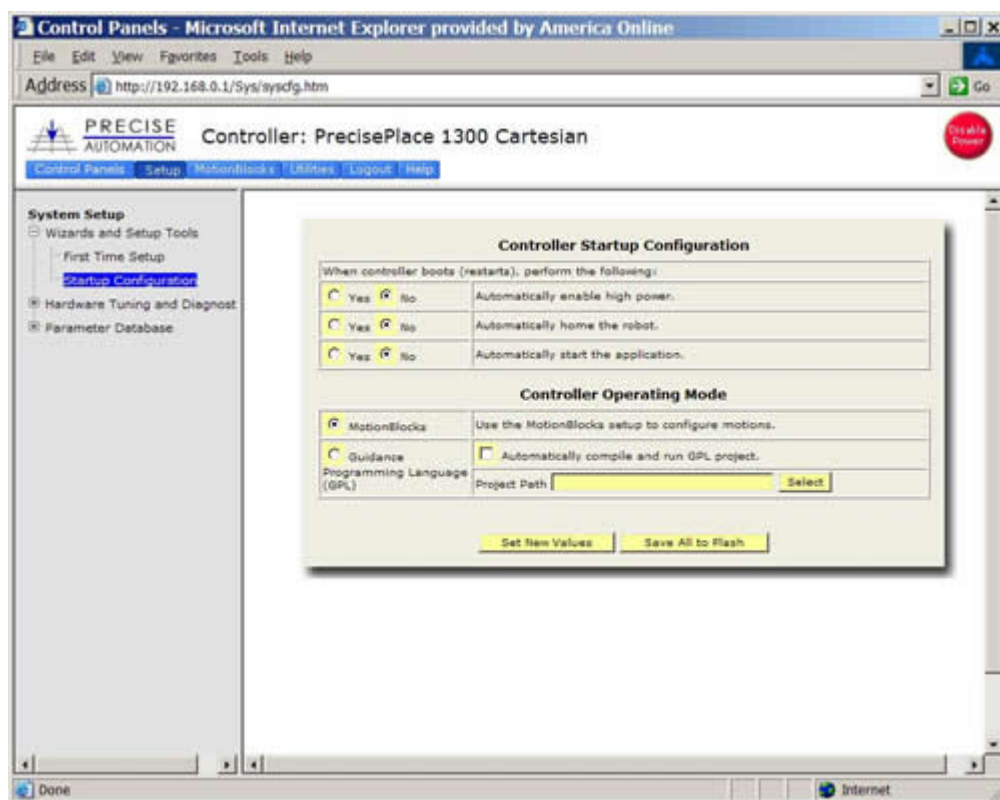 Control Panels - Microsoft Internet Explorer provided by America Online
File Edit View Favorites Tools Help
Address http://192.168.0.1/Sys/syscfg.htm Go
PRECISE
AUTOMATION
Controller: PrecisePlace 1300 Cartesian
Disable
Power
Control Panels Setup MotionBlocks Utilities Logout Help
System Setup
Wizards and Setup Tools
First Time Setup
Startup Configuration
Hardware Tuning and Diagnost
Parameter Database
Controller Startup Configuration
When controller boots (restarts), perform the following:
Yes No Automatically enable high power.
Yes No Automatically home the robot.
Yes No Automatically start the application.
Controller Operating Mode
MotionBlocks Use the MotionBlocks setup to configure motions.
Guidance
Programming Language
(GPL)
Automatically compile and run GPL project.
Project Path Select
Set New Values Save All to Flash
Done Internet